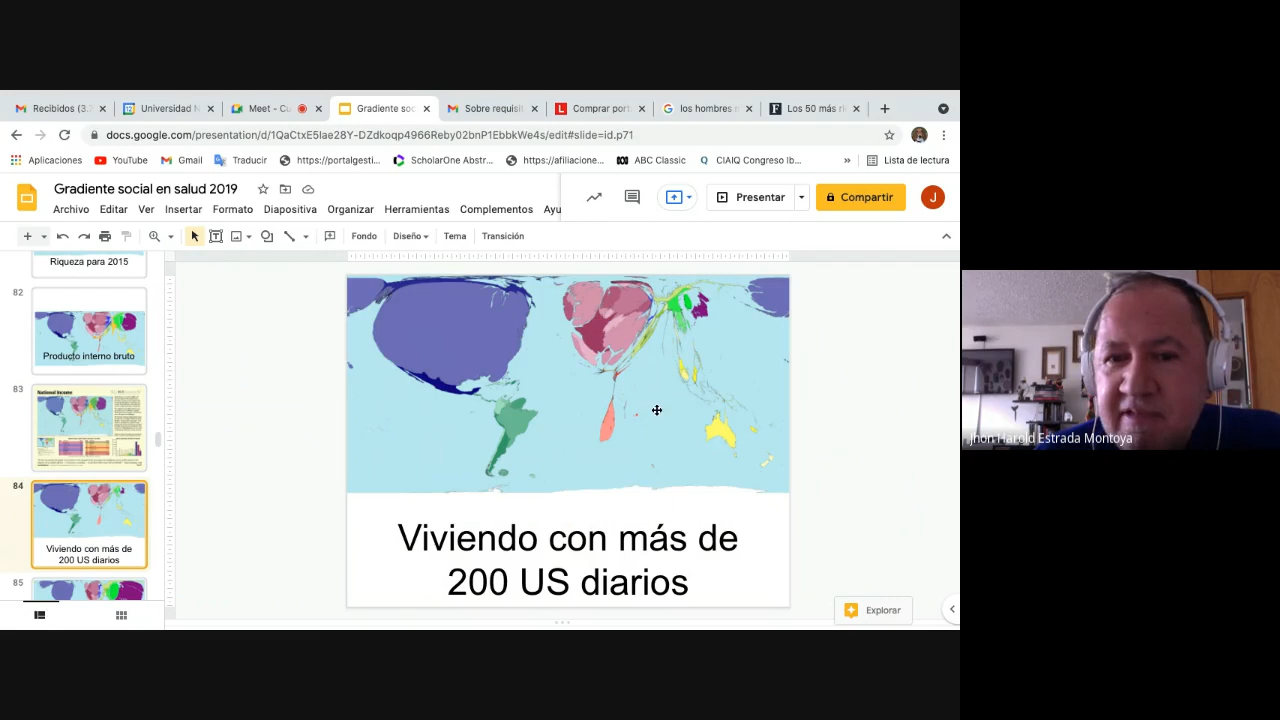 Recibidos (3.
Universidad N
Meet - Cu
Gradiente soc
Sobre requisit
Comprar port
los hombres
Los 50 más ri
docs.google.com/presentation/d/1QaCtxE5Iae28Y-DZdkoqp4966Reby02bnP1EbbkWe4s/edit#slide=id.p71
Aplicaciones
YouTube
Gmail
Traducir
https://portalgesti...
ScholarOne Abstr...
https://afiliacione...
ABC Classic
CIAIQ Congreso Ib...
»
Lista de lectura
Gradiente social en salud 2019
Presentar
Compartir
J
Archivo Editar Ver Insertar Formato Diapositiva Organizar Herramientas Complementos Ayu
Fondo Diseño Tema Transición
Riqueza para 2015
82
Producto interno bruto
83
National Income
84
Viviendo con más de
200 US diarios
85
Viviendo con más de
200 US diarios
Explorar
Jhon Harold Estrada Montoya